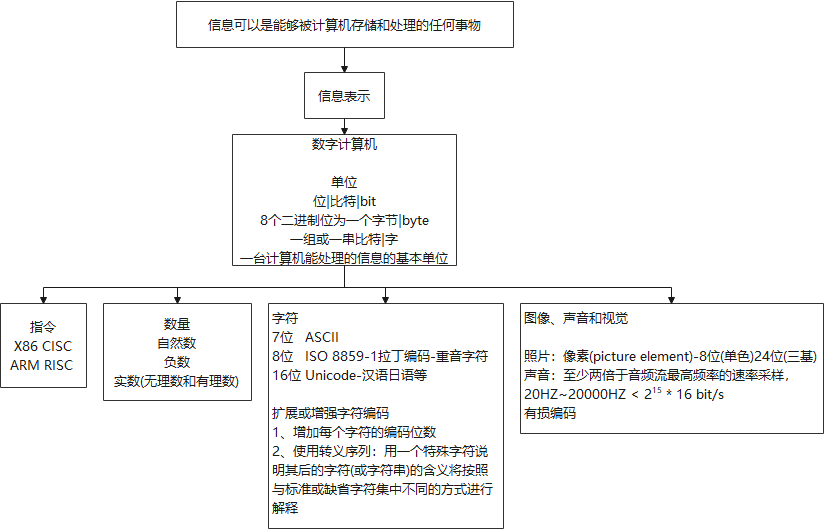 信息可以是能够被计算机存储和处理的任何事物
信息表示
数字计算机
单位
位|比特|bit
8个二进制位为一个字节|byte
一组或一串比特|字
一台计算机能处理的信息的基本单位
指令
X86 CISC
ARM RISC
数量
自然数
负数
实数(无理数和有理数)
字符
7位 ASCII
8位 ISO 8859-1拉丁编码-重音字符
16位 Unicode-汉语日语等
扩展或增强字符编码
1、增加每个字符的编码位数
2、使用转义序列：用一个特殊字符说
明其后的字符(或字符串)的含义将按照
与标准或缺省字符集中不同的方式进行
解释
图像、声音和视觉
照片：像素(picture element)-8位(单色)24位(三基)
声音：至少两倍于音频流最高频率的速率采样，
20HZ~20000HZ < 2¹⁵ * 16 bit/s
有损编码